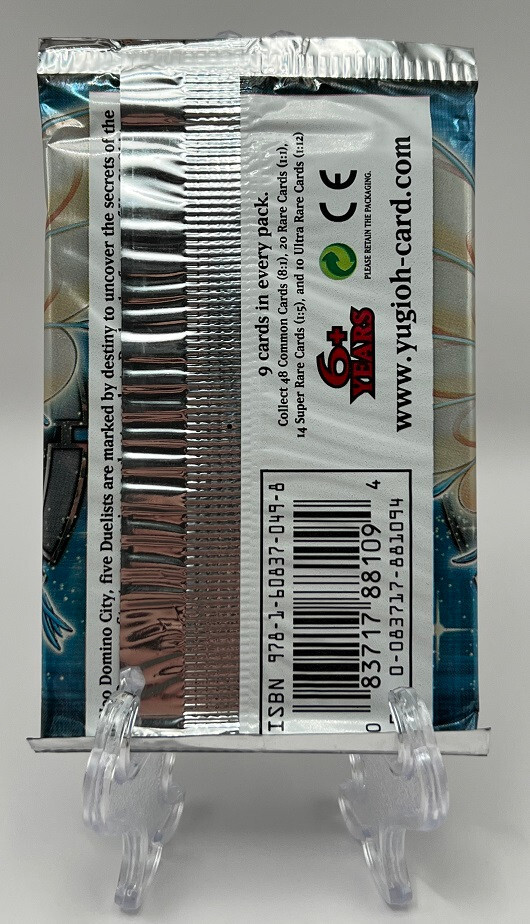 Domino City, five Duelists are marked by destiny to uncover the secrets of the
9 cards in every pack.
Collect 48 Common Cards (8:1), 20 Rare Cards (1:1),
14 Super Rare Cards (1:5), and 10 Ultra Rare Cards (1:12)
6+
YEARS
CE
PLEASE RETAIN THE PACKAGING.
www.yugioh-card.com
ISBN 978-1-60837-049-8
0 83717 88109 4
0-083717-881094